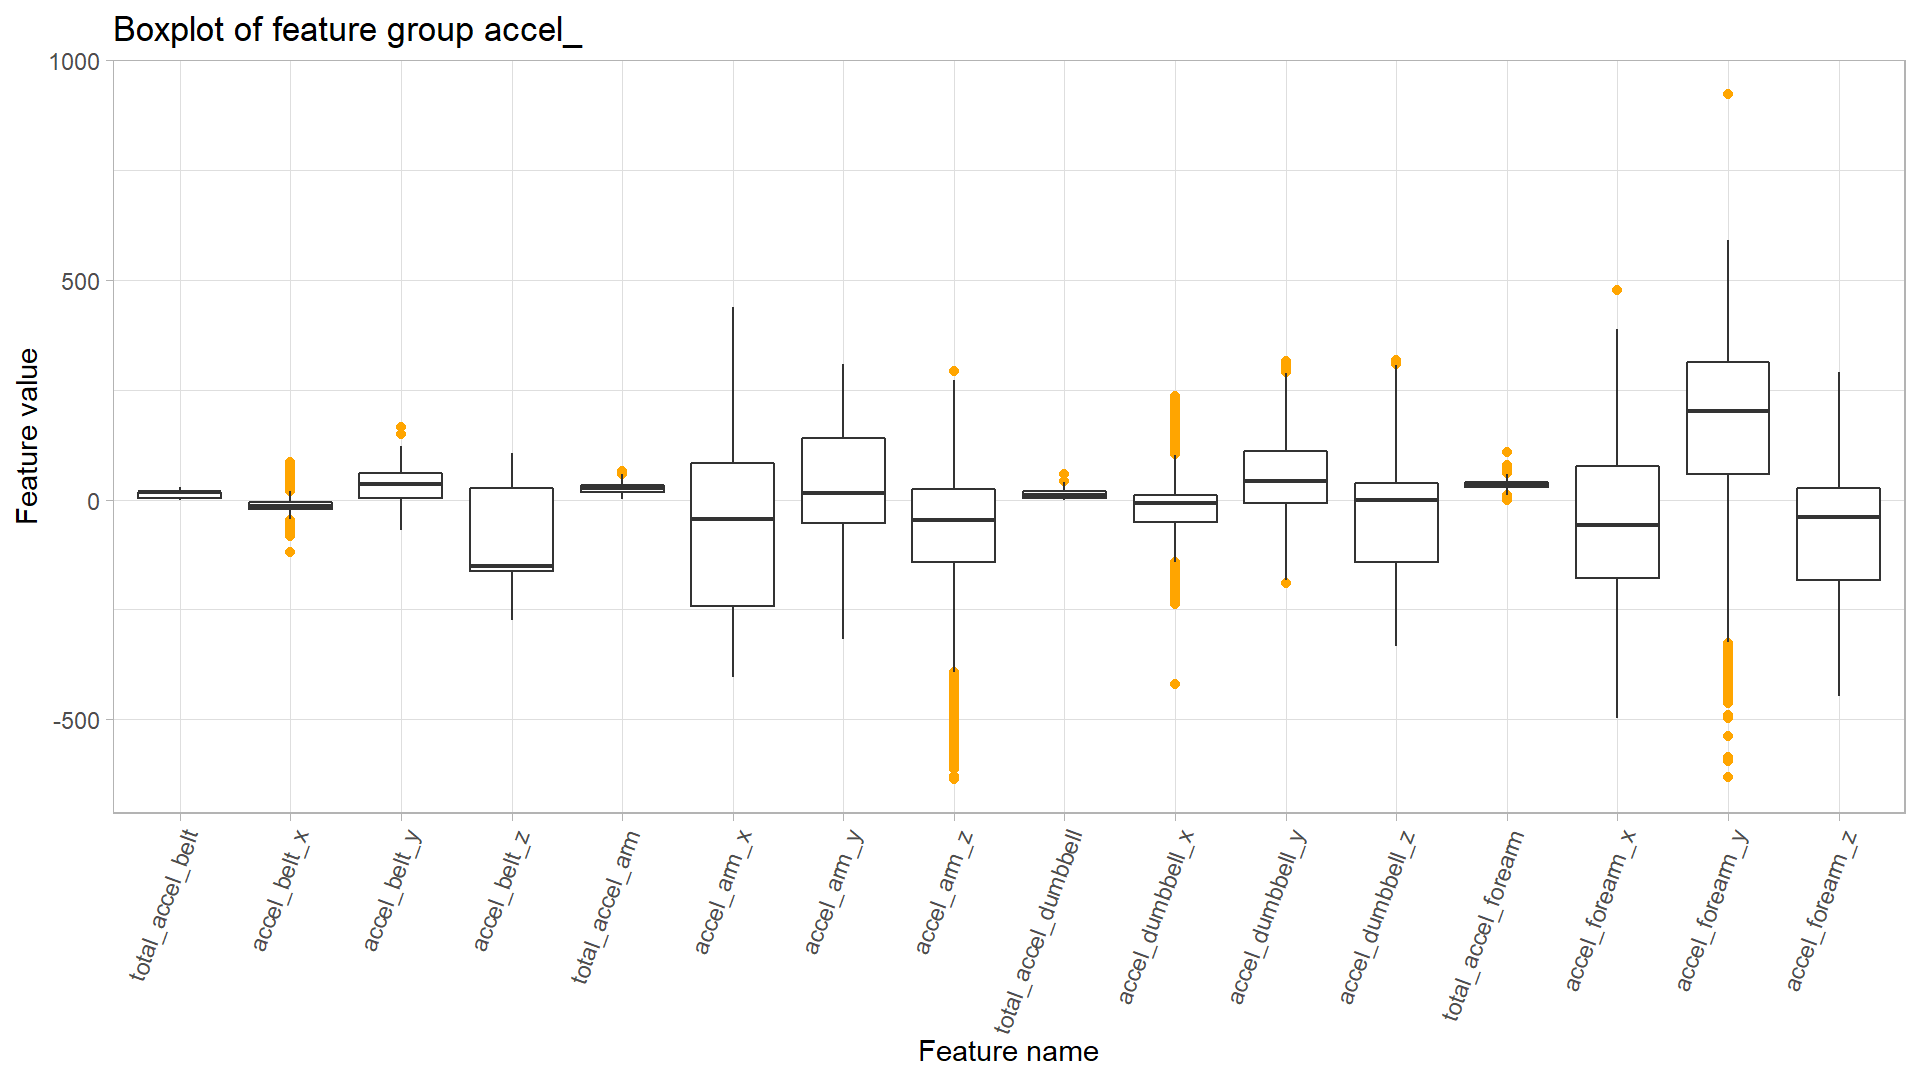 Boxplot of feature group accel_
1000
500
0
-500
Feature value
total_accel_belt
accel_belt_x
accel_belt_y
accel_belt_z
total_accel_arm
accel_arm_x
accel_arm_y
accel_arm_z
total_accel_dumbbell
accel_dumbbell_x
accel_dumbbell_y
accel_dumbbell_z
total_accel_forearm
accel_forearm_x
accel_forearm_y
accel_forearm_z
Feature name